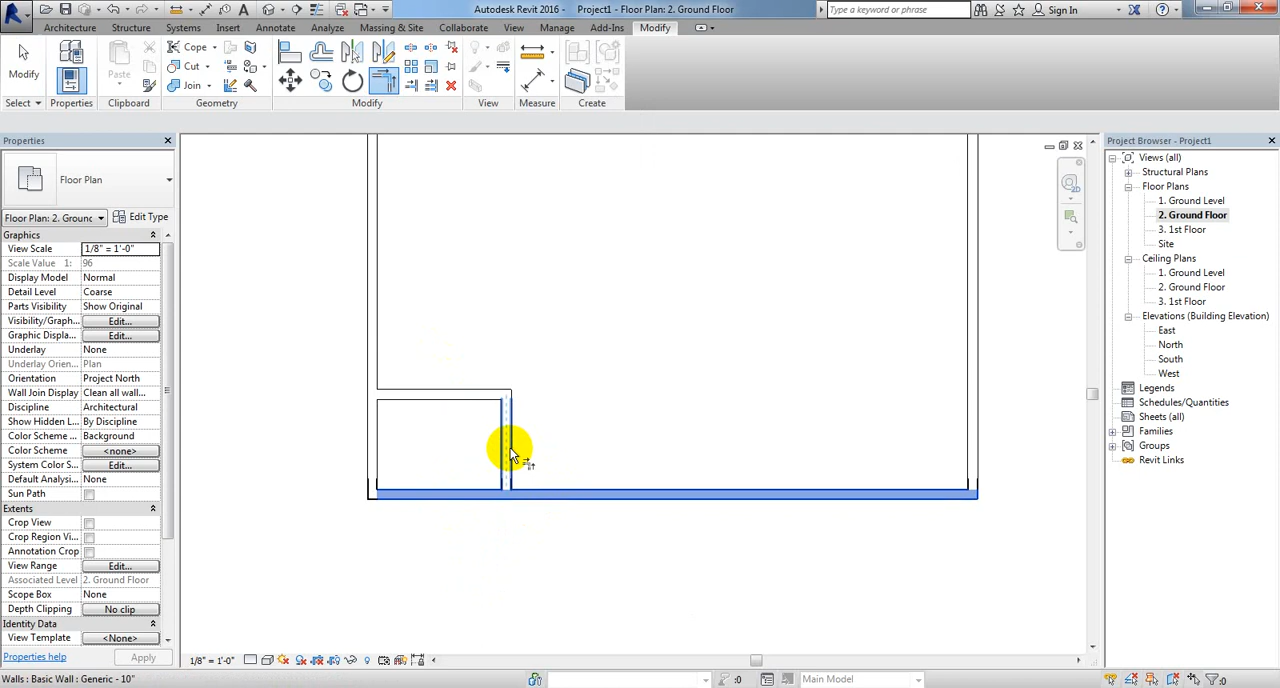 Autodesk Revit 2016 - Project1 - Floor Plan: 2. Ground Floor
Type a keyword or phrase
Sign In
Architecture Structure Systems Insert Annotate Analyze Massing & Site Collaborate View Manage Add-Ins Modify
Modify
Paste
Cope
Cut
Join
Select Properties Clipboard Geometry Modify View Measure Create
Properties
Floor Plan
Floor Plan: 2. Ground
Edit Type
Graphics
View Scale 1/8" = 1'-0"
Scale Value 1: 96
Display Model Normal
Detail Level Coarse
Parts Visibility Show Original
Visibility/Graph... Edit...
Graphic Displa... Edit...
Underlay None
Underlay Orien... Plan
Orientation Project North
Wall Join Display Clean all wall...
Discipline Architectural
Show Hidden L... By Discipline
Color Scheme ... Background
Color Scheme <none>
System Color S... Edit...
Default Analysi... None
Sun Path
Extents
Crop View
Crop Region Vi...
Annotation Crop
View Range Edit...
Associated Level 2. Ground Floor
Scope Box None
Depth Clipping No clip
Identity Data
View Template <None>
Properties help
Apply
Project Browser - Project1
Views (all)
Structural Plans
Floor Plans
1. Ground Level
2. Ground Floor
3. 1st Floor
Site
Ceiling Plans
1. Ground Level
2. Ground Floor
3. 1st Floor
Elevations (Building Elevation)
East
North
South
West
Legends
Schedules/Quantities
Sheets (all)
Families
Groups
Revit Links
2D
1/8" = 1'-0"
Walls : Basic Wall : Generic - 10"
:0
Main Model
:0